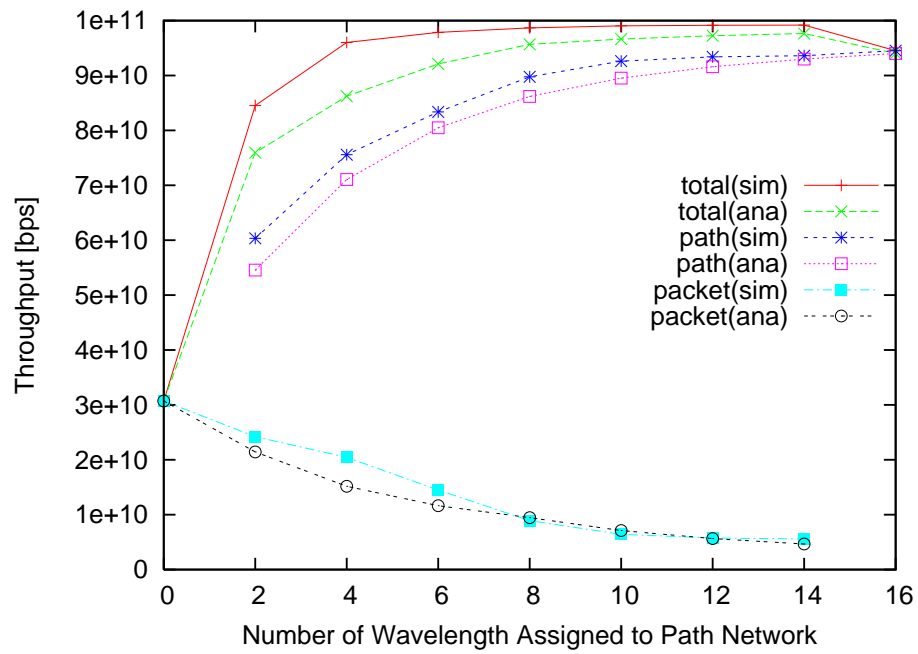 1e+11
9e+10
8e+10
7e+10
6e+10
5e+10
4e+10
3e+10
2e+10
1e+10
0
Throughput [bps]
total(sim)
total(ana)
path(sim)
path(ana)
packet(sim)
packet(ana)
0 2 4 6 8 10 12 14 16
Number of Wavelength Assigned to Path Network